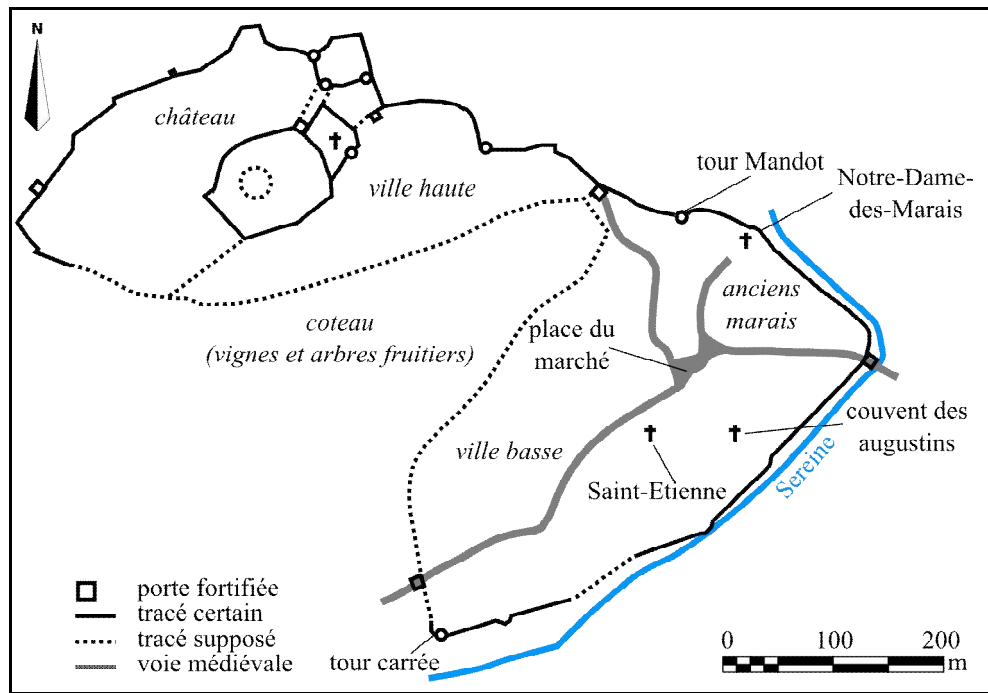 N
château
ville haute
tour Mandot
Notre-Dame-
des-Marais
anciens
marais
coteau
(vignes et arbres fruitiers)
place du
marché
couvent des
augustins
ville basse
Saint-Etienne
Sereine
porte fortifiée
tracé certain
tracé supposé
voie médiévale
tour carrée
0 100 200
m